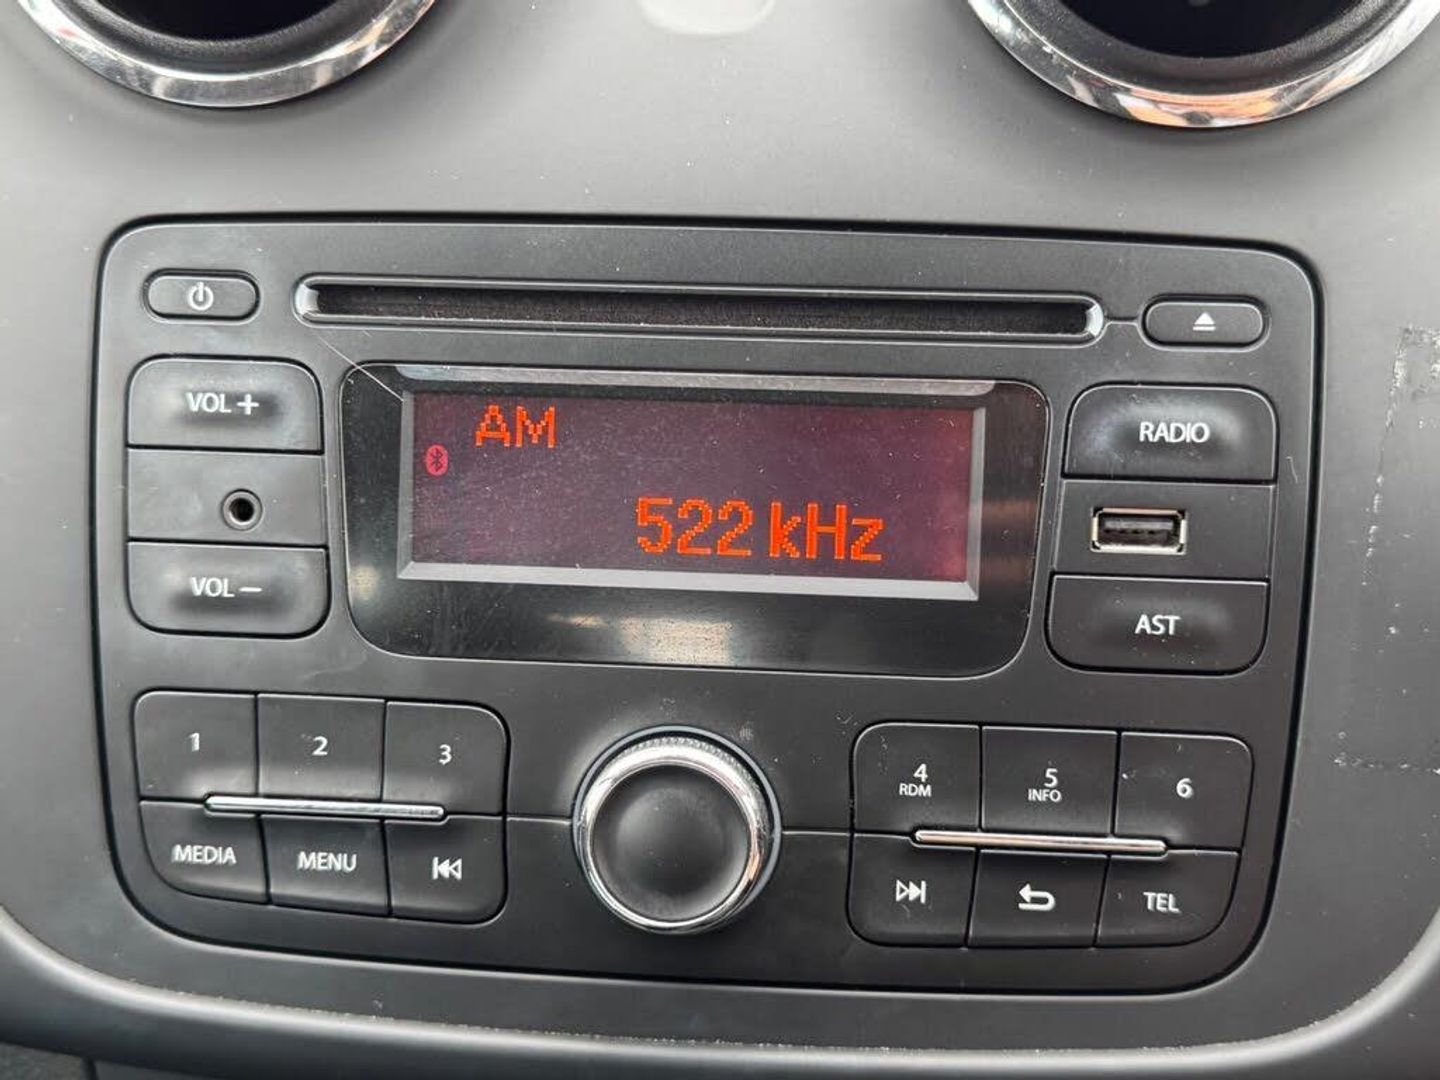 VOL +
AM
RADIO
522 kHz
VOL –
AST
1
2
3
4
RDM
5
INFO
6
MEDIA
MENU
TEL